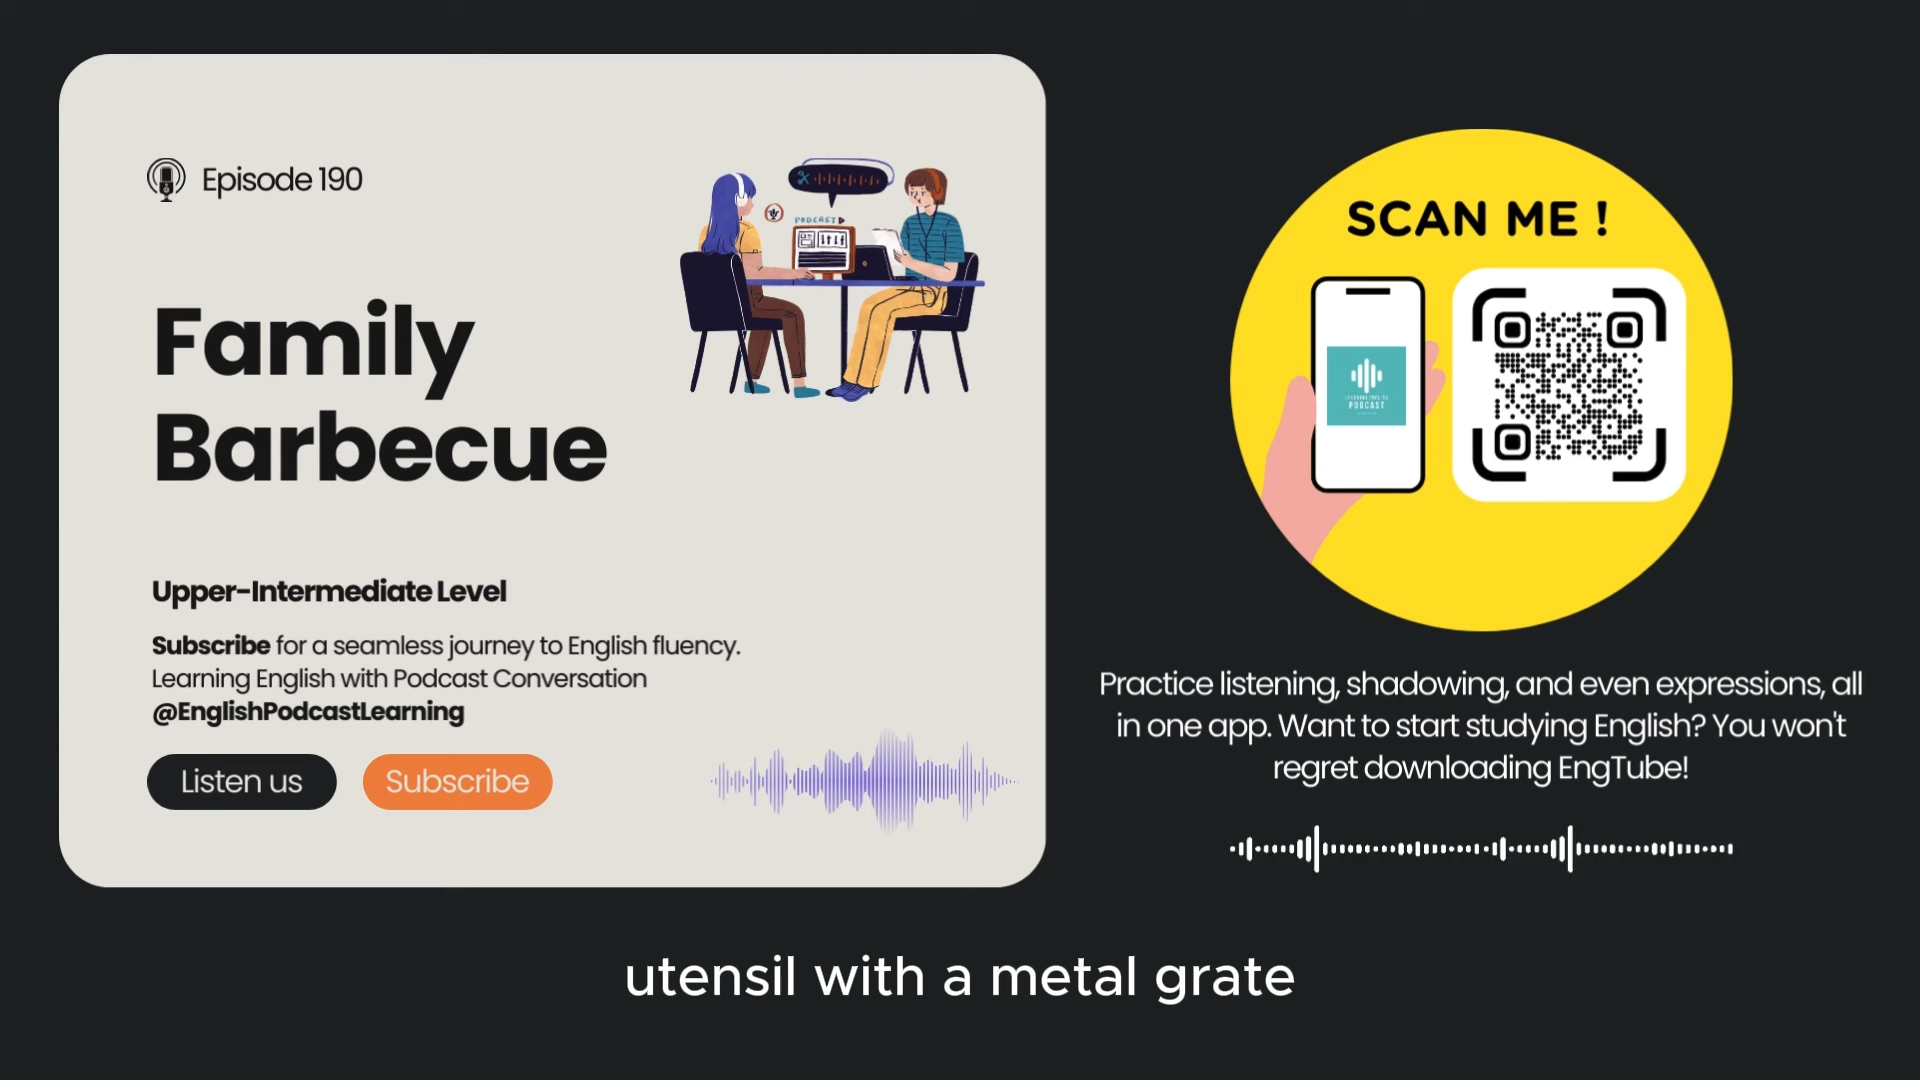 Episode 190
Family
Barbecue
Upper-Intermediate Level
Subscribe for a seamless journey to English fluency.
Learning English with Podcast Conversation
@EnglishPodcastLearning
Listen us
Subscribe
PODCAST
SCAN ME !
PODCAST
Practice listening, shadowing, and even expressions, all
in one app. Want to start studying English? You won't
regret downloading EngTube!
utensil with a metal grate